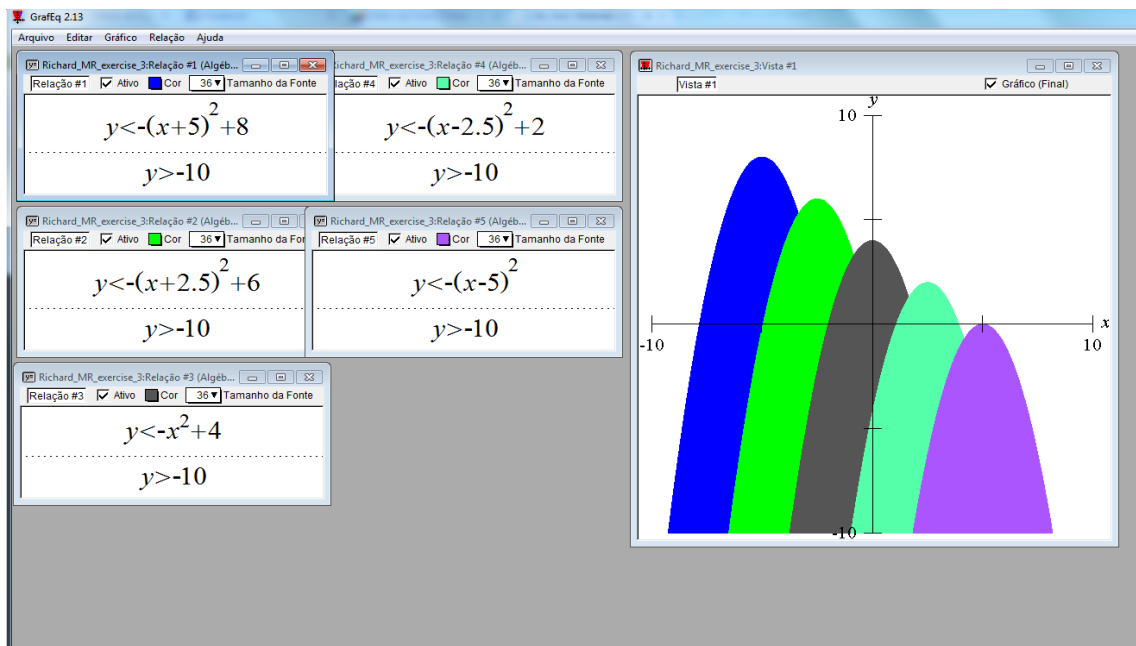 GrafEq 2.13
Arquivo Editar Gráfico Relação Ajuda
Richard_MR_exercise_3:Relação #1 (Algéb...
Relação #1 Ativo Cor 36 Tamanho da Fonte
y<-(x+5)²+8
y>-10
Richard_MR_exercise_3:Relação #4 (Algéb...
lação #4 Ativo Cor 36 Tamanho da Fonte
y<-(x-2.5)²+2
y>-10
Richard_MR_exercise_3:Relação #2 (Algéb...
Relação #2 Ativo Cor 36 Tamanho da For
y<-(x+2.5)²+6
y>-10
Richard_MR_exercise_3:Relação #5 (Algéb...
Relação #5 Ativo Cor 36 Tamanho da Fonte
y<-(x-5)²
y>-10
Richard_MR_exercise_3:Relação #3 (Algéb...
Relação #3 Ativo Cor 36 Tamanho da Fonte
y<-x²+4
y>-10
Richard_MR_exercise_3:Vista #1
Vista #1 Gráfico (Final)
y
10
x
-10
10
-10